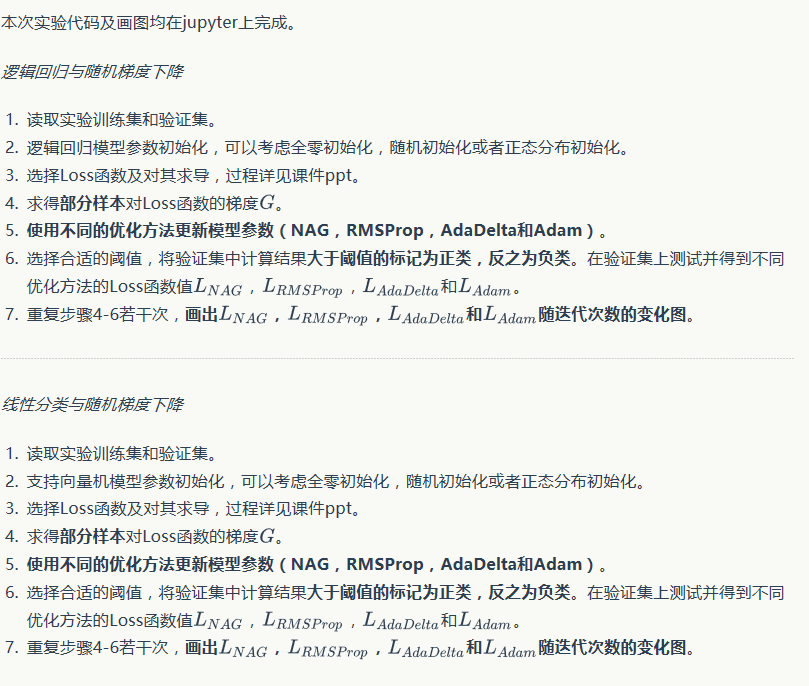 本次实验代码及画图均在jupyter上完成。
逻辑回归与随机梯度下降
1. 读取实验训练集和验证集。
2. 逻辑回归模型参数初始化，可以考虑全零初始化，随机初始化或者正态分布初始化。
3. 选择Loss函数及对其求导，过程详见课件ppt。
4. 求得部分样本对Loss函数的梯度G。
5. 使用不同的优化方法更新模型参数（NAG，RMSProp，AdaDelta和Adam）。
6. 选择合适的阈值，将验证集中计算结果大于阈值的标记为正类，反之为负类。在验证集上测试并得到不同
优化方法的Loss函数值L_{NAG}，L_{RMSProp}，L_{AdaDelta}和L_{Adam}。
7. 重复步骤4-6若干次，画出L_{NAG}，L_{RMSProp}，L_{AdaDelta}和L_{Adam}随迭代次数的变化图。
线性分类与随机梯度下降
1. 读取实验训练集和验证集。
2. 支持向量机模型参数初始化，可以考虑全零初始化，随机初始化或者正态分布初始化。
3. 选择Loss函数及对其求导，过程详见课件ppt。
4. 求得部分样本对Loss函数的梯度G。
5. 使用不同的优化方法更新模型参数（NAG，RMSProp，AdaDelta和Adam）。
6. 选择合适的阈值，将验证集中计算结果大于阈值的标记为正类，反之为负类。在验证集上测试并得到不同
优化方法的Loss函数值L_{NAG}，L_{RMSProp}，L_{AdaDelta}和L_{Adam}。
7. 重复步骤4-6若干次，画出L_{NAG}，L_{RMSProp}，L_{AdaDelta}和L_{Adam}随迭代次数的变化图。